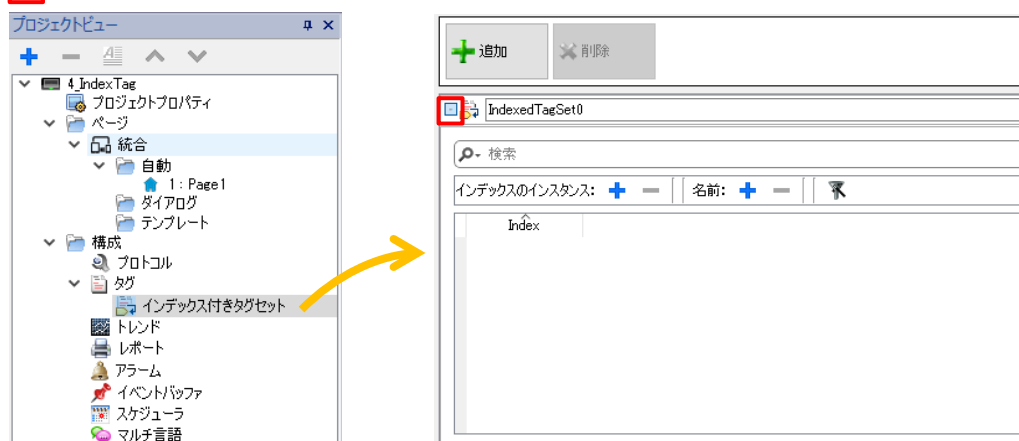 プロジェクトビュー
4_IndexTag
プロジェクトプロパティ
ページ
統合
自動
1 : Page1
ダイアログ
テンプレート
構成
プロトコル
タグ
インデックス付きタグセット
トレンド
レポート
アラーム
イベントバッファ
スケジューラ
マルチ言語
追加
削除
IndexedTagSet0
検索
インデックスのインスタンス: 名前:
Index